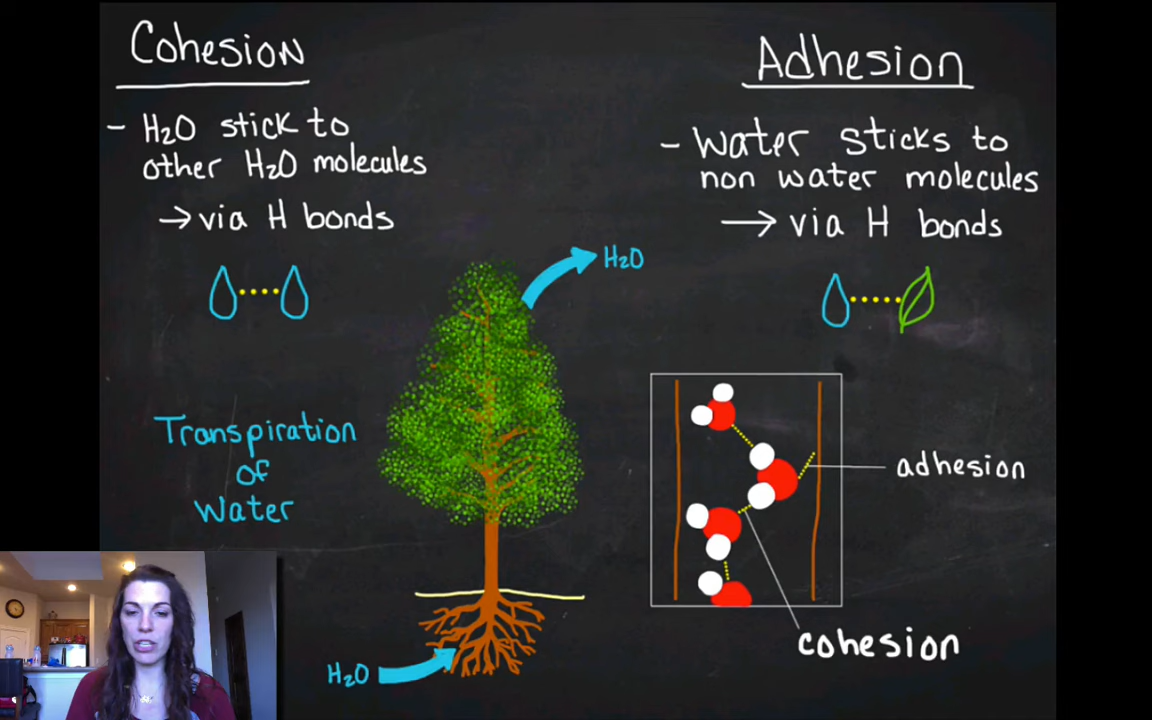 Cohesion
- H2O stick to
other H2O molecules
→ via H bonds
Transpiration
of
Water
H2O
H2O
Adhesion
- Water sticks to
non water molecules
→ via H bonds
adhesion
cohesion